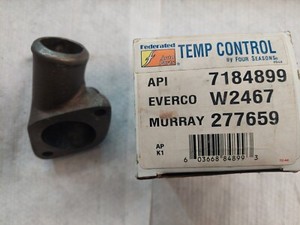 Federated
TEMP CONTROL
BY FOUR SEASONS
API 7184899
EVERCO W2467
MURRAY 277659
AP
K1
6 03668 84899 3